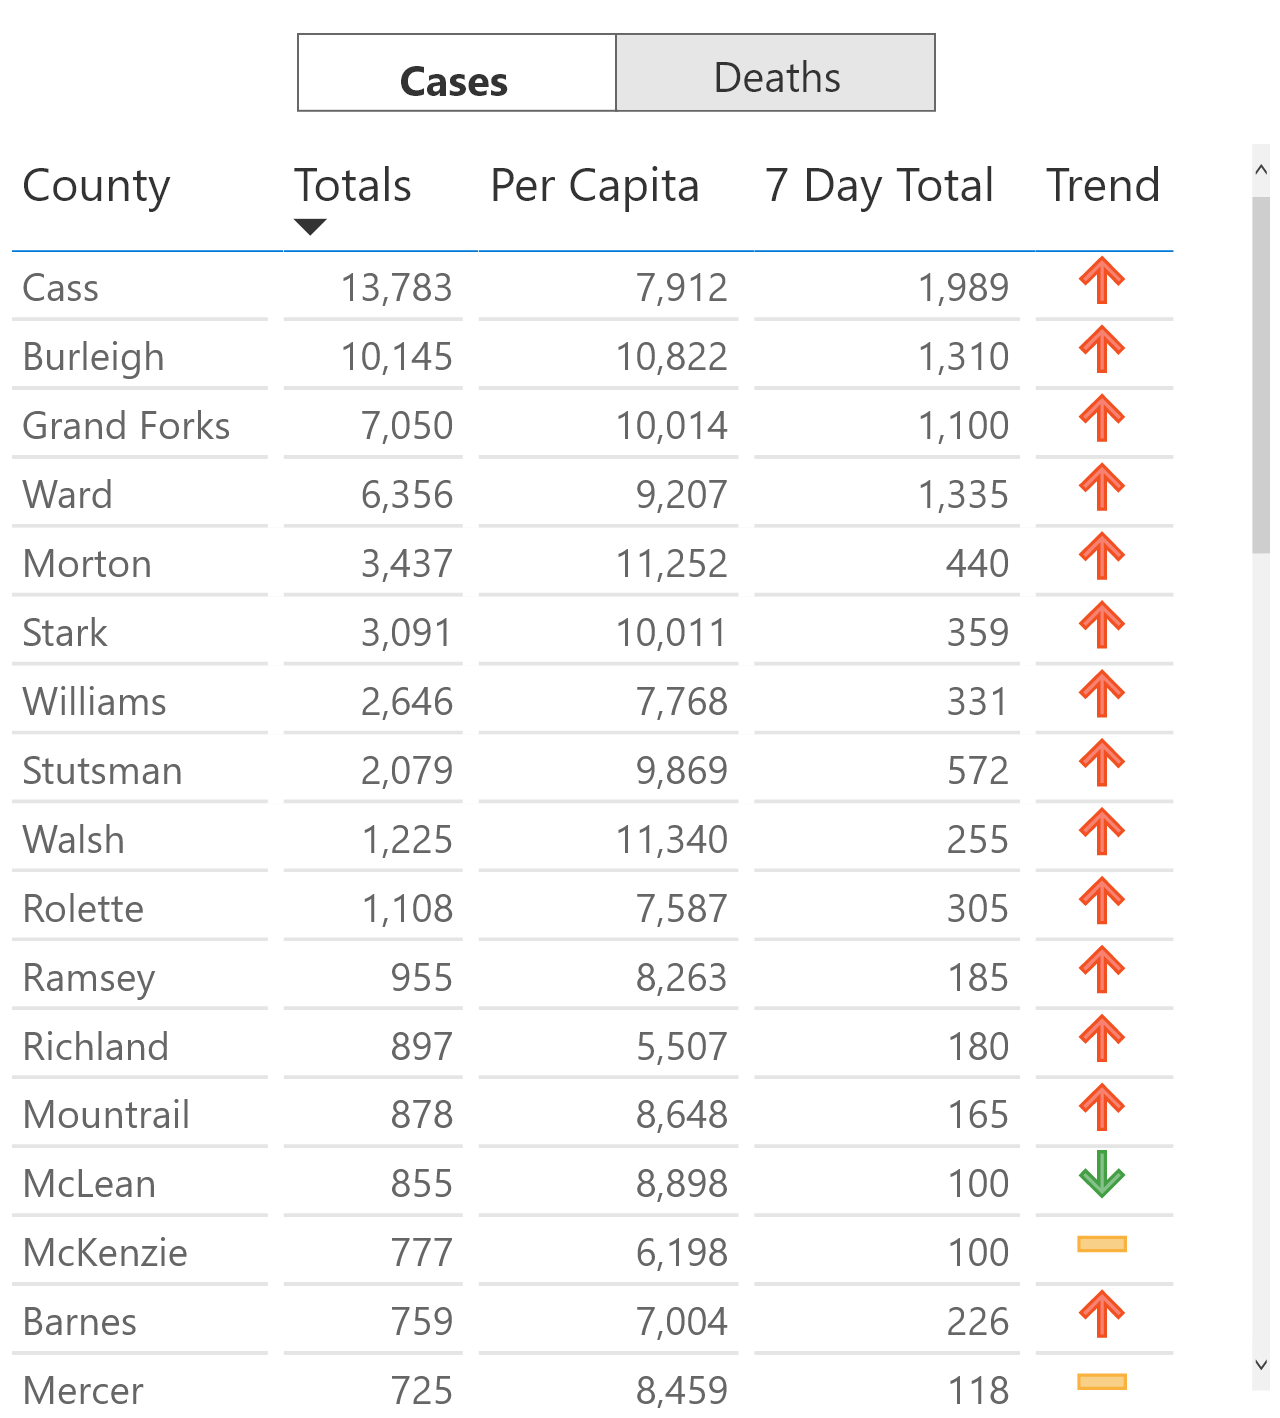 Cases Deaths
County Totals Per Capita 7 Day Total Trend
Cass 13,783 7,912 1,989
Burleigh 10,145 10,822 1,310
Grand Forks 7,050 10,014 1,100
Ward 6,356 9,207 1,335
Morton 3,437 11,252 440
Stark 3,091 10,011 359
Williams 2,646 7,768 331
Stutsman 2,079 9,869 572
Walsh 1,225 11,340 255
Rolette 1,108 7,587 305
Ramsey 955 8,263 185
Richland 897 5,507 180
Mountrail 878 8,648 165
McLean 855 8,898 100
McKenzie 777 6,198 100
Barnes 759 7,004 226
Mercer 725 8,459 118